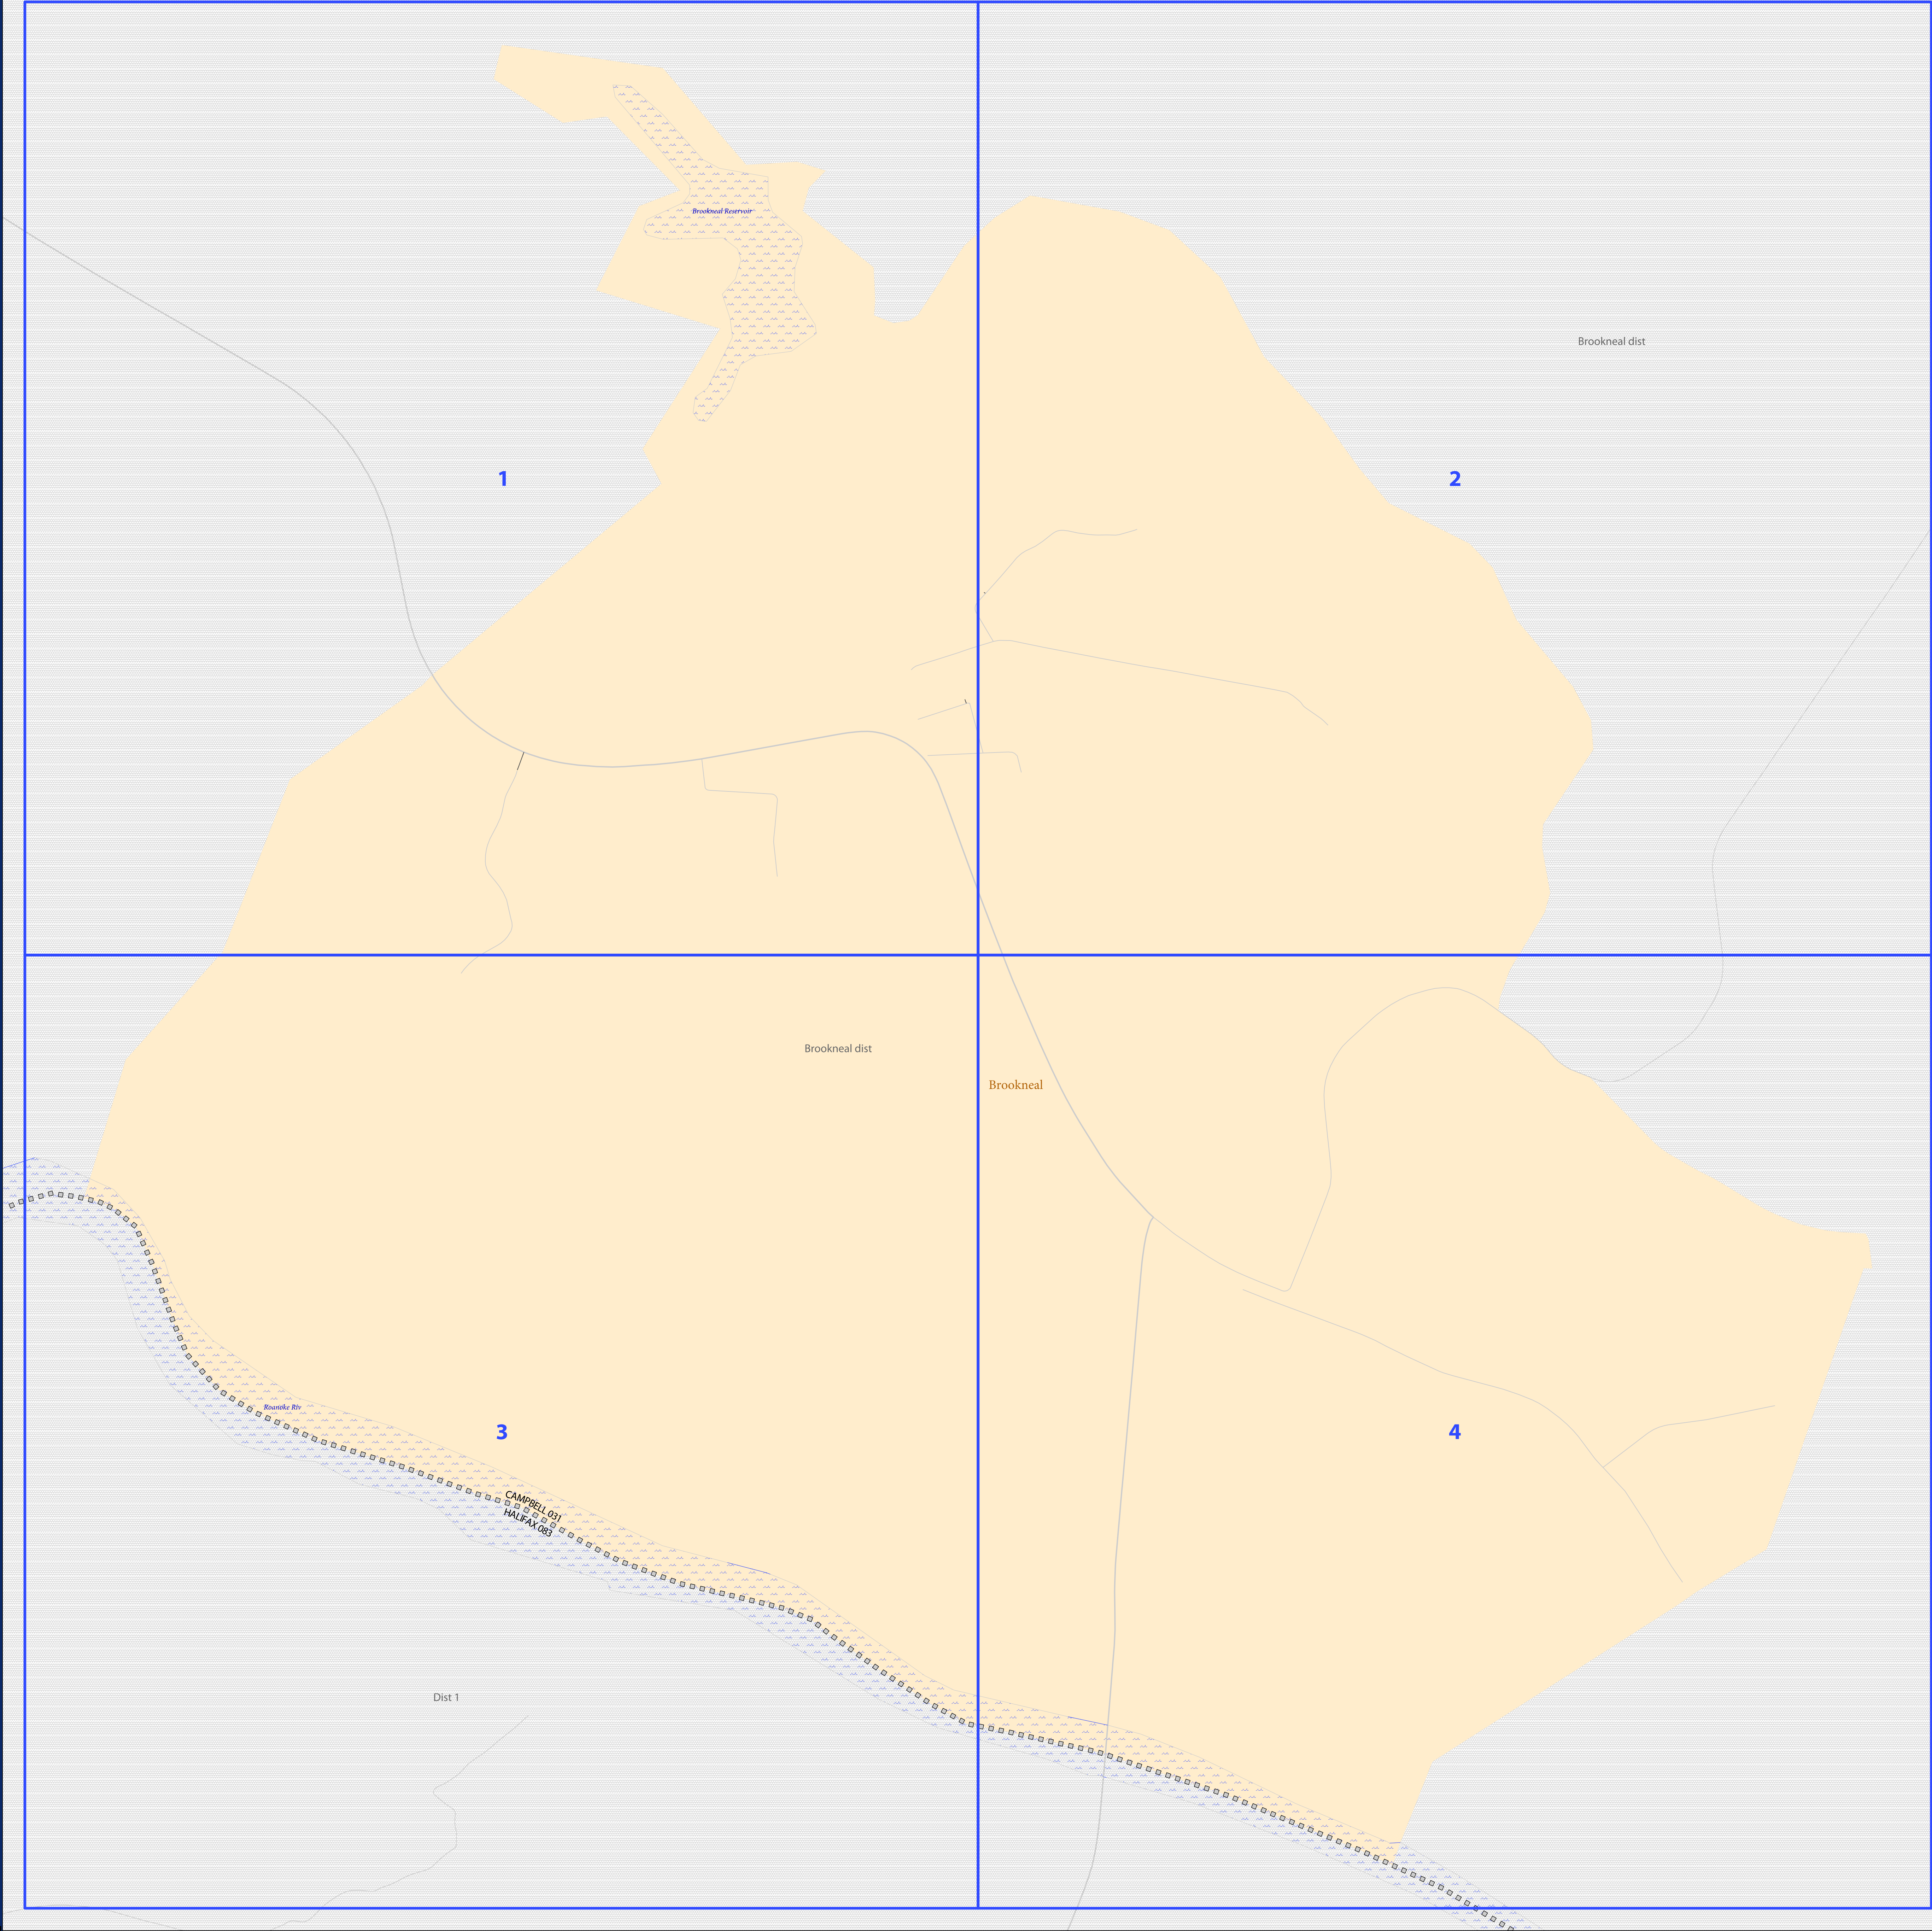 Brookneal Reservoir
Brookneal dist
1
2
Brookneal dist
Brookneal
Roanoke Riv
3
4
CAMPBELL 031
HALIFAX 083
Dist 1